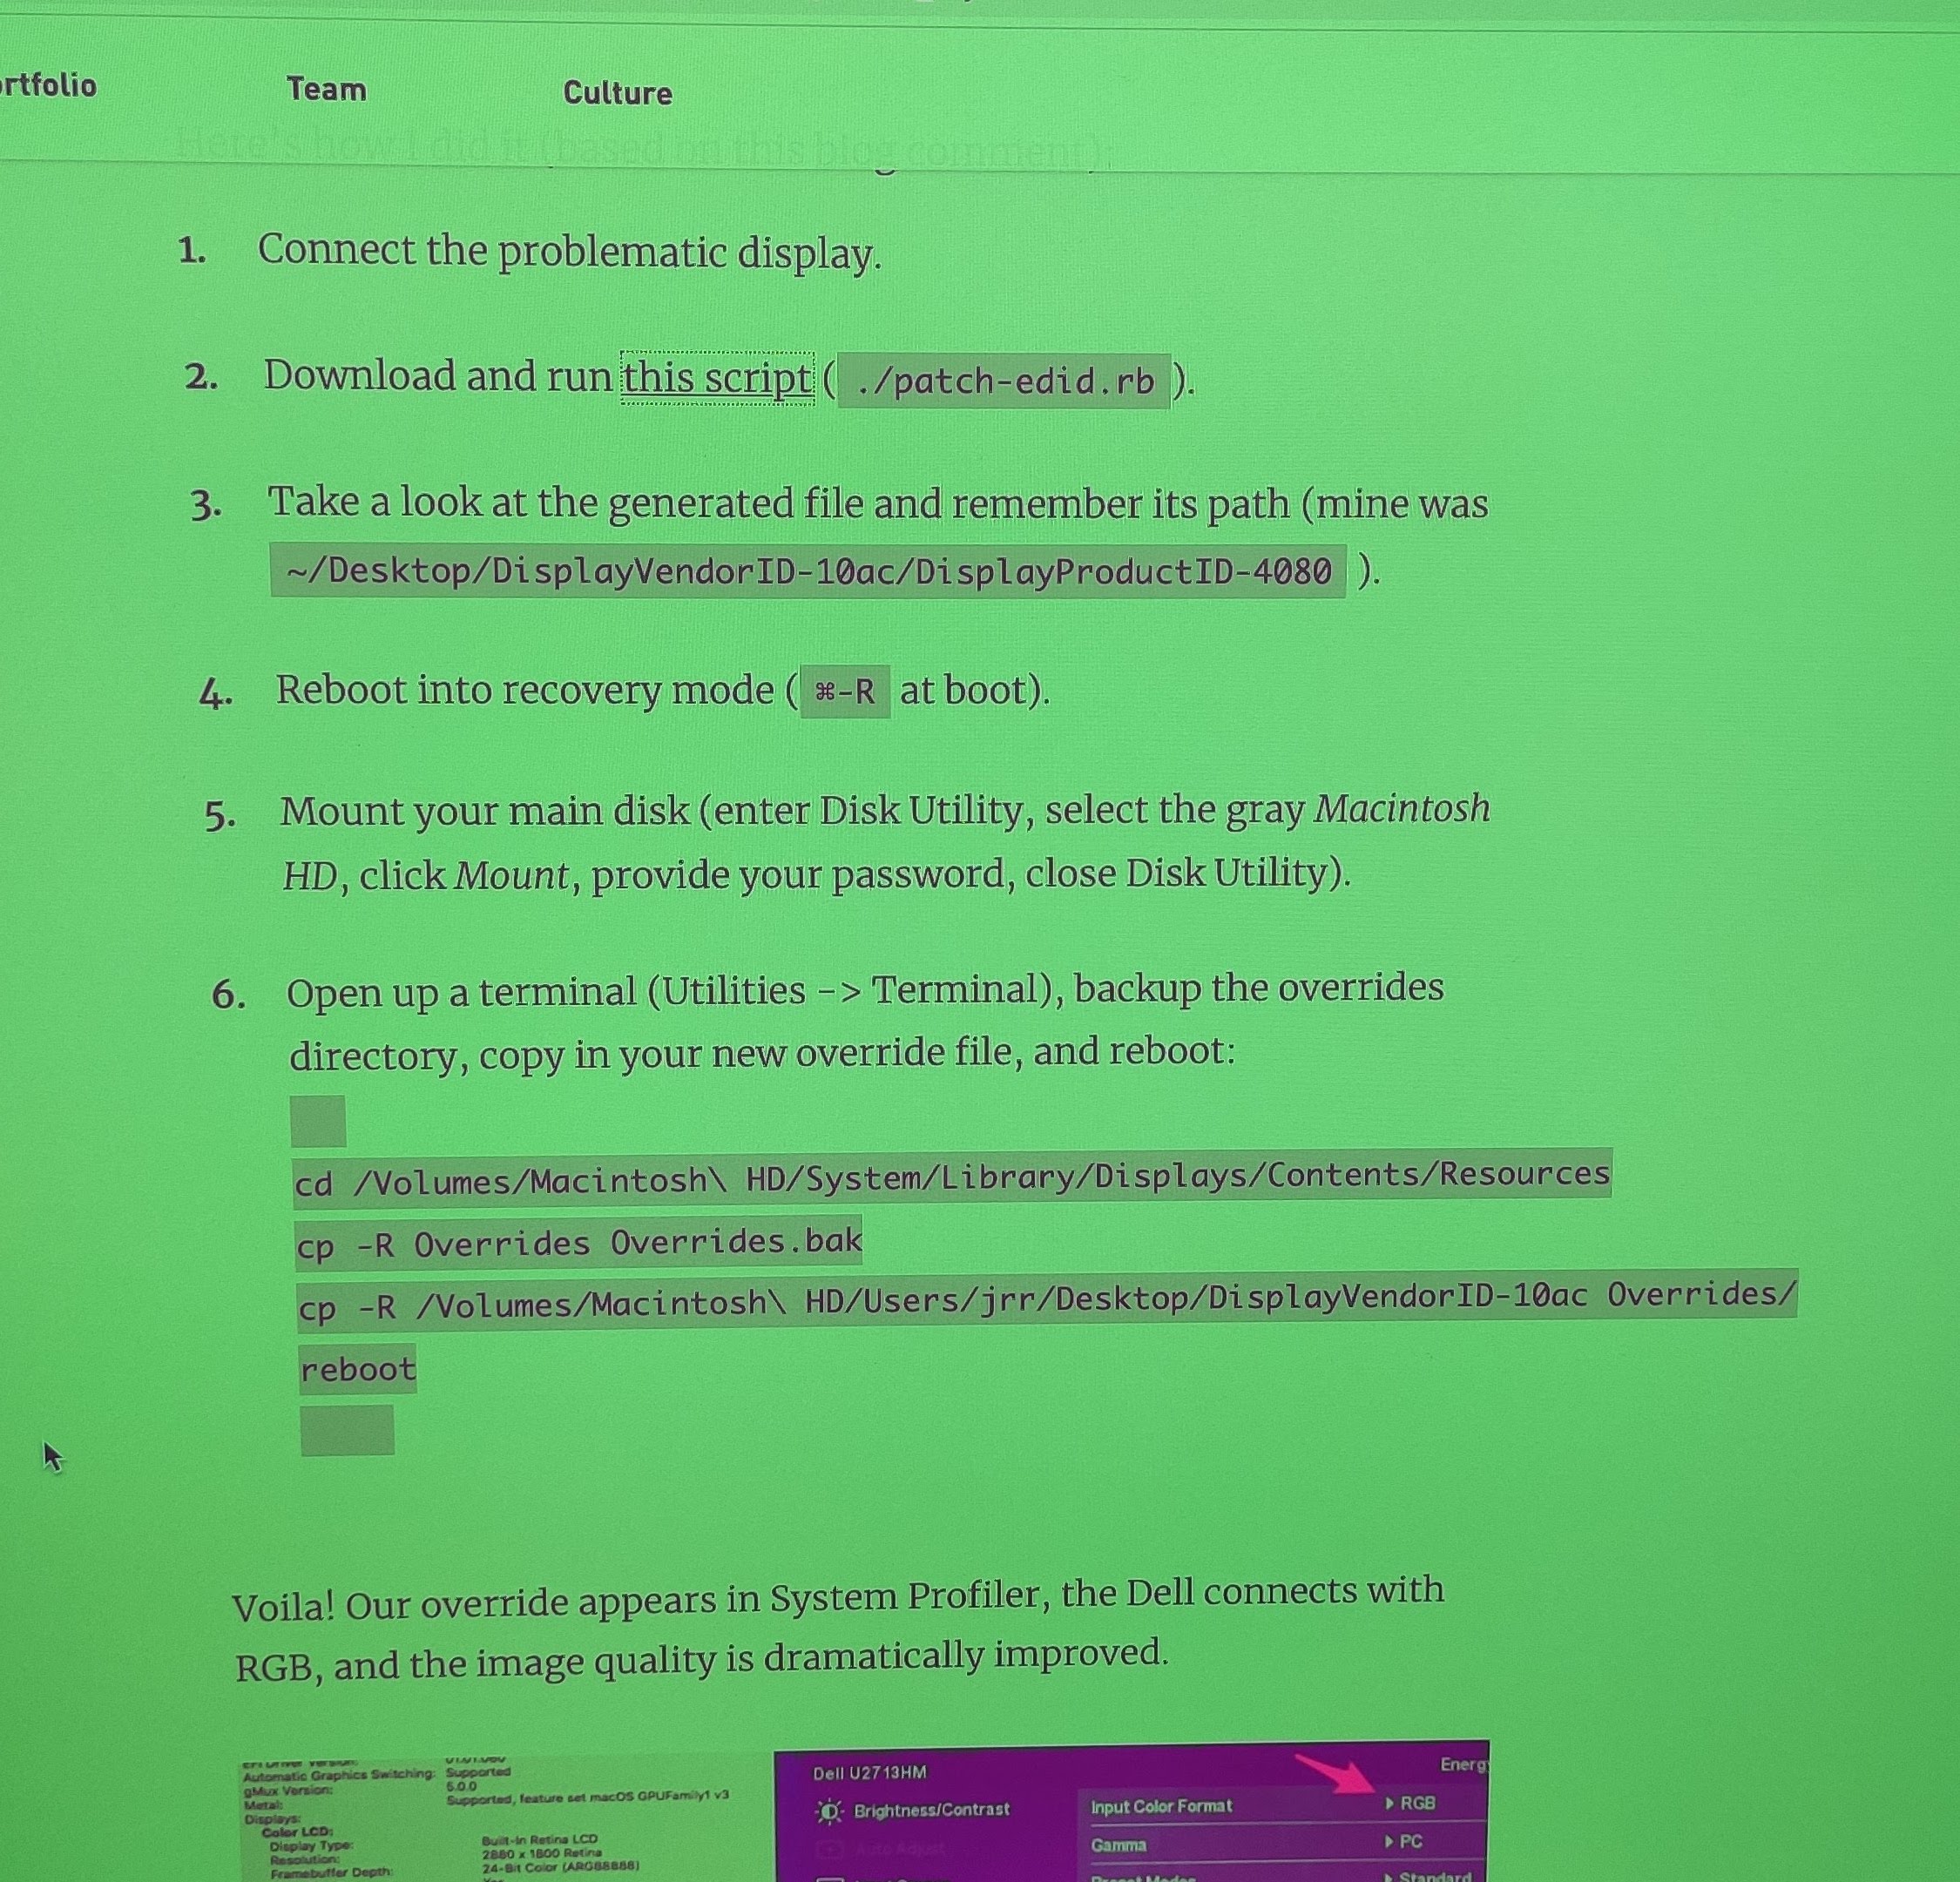 Team
Culture
Here's how I did it (based on this blog comment):
1. Connect the problematic display.
2. Download and run this script ( ./patch-edid.rb ).
3. Take a look at the generated file and remember its path (mine was
~/Desktop/DisplayVendorID-10ac/DisplayProductID-4080 ).
4. Reboot into recovery mode ( ⌘-R at boot).
5. Mount your main disk (enter Disk Utility, select the gray Macintosh
HD, click Mount, provide your password, close Disk Utility).
6. Open up a terminal (Utilities -> Terminal), backup the overrides
directory, copy in your new override file, and reboot:
cd /Volumes/Macintosh\ HD/System/Library/Displays/Contents/Resources
cp -R Overrides Overrides.bak
cp -R /Volumes/Macintosh\ HD/Users/jrr/Desktop/DisplayVendorID-10ac Overrides/
reboot
Voila! Our override appears in System Profiler, the Dell connects with
RGB, and the image quality is dramatically improved.
Automatic Graphics Switching: Supported
gMux Version: 5.0.0
Metal: Supported, feature set macOS GPUFamily1 v3
Displays:
Color LCD:
Display Type: Built-In Retina LCD
Resolution: 2880 x 1800 Retina
Framebuffer Depth: 24-Bit Color (ARGB8888)
Dell U2713HM
Energ
Brightness/Contrast
Auto Adjust
Input Color Format
RGB
Gamma
PC
Standard